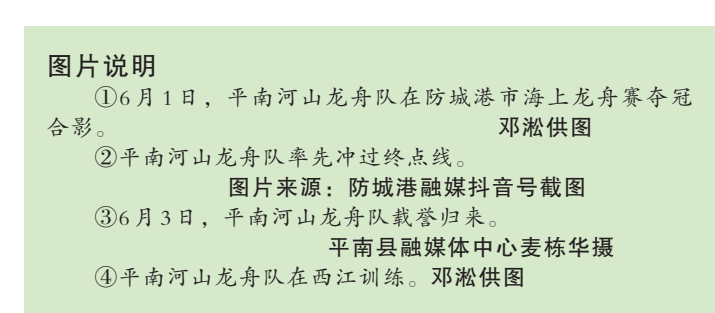 图片说明
①6月1日，平南河山龙舟队在防城港市海上龙舟赛夺冠
合影。 邓淞供图
②平南河山龙舟队率先冲过终点线。
图片来源：防城港融媒抖音号截图
③6月3日，平南河山龙舟队载誉归来。
平南县融媒体中心麦栋华摄
④平南河山龙舟队在西江训练。邓淞供图